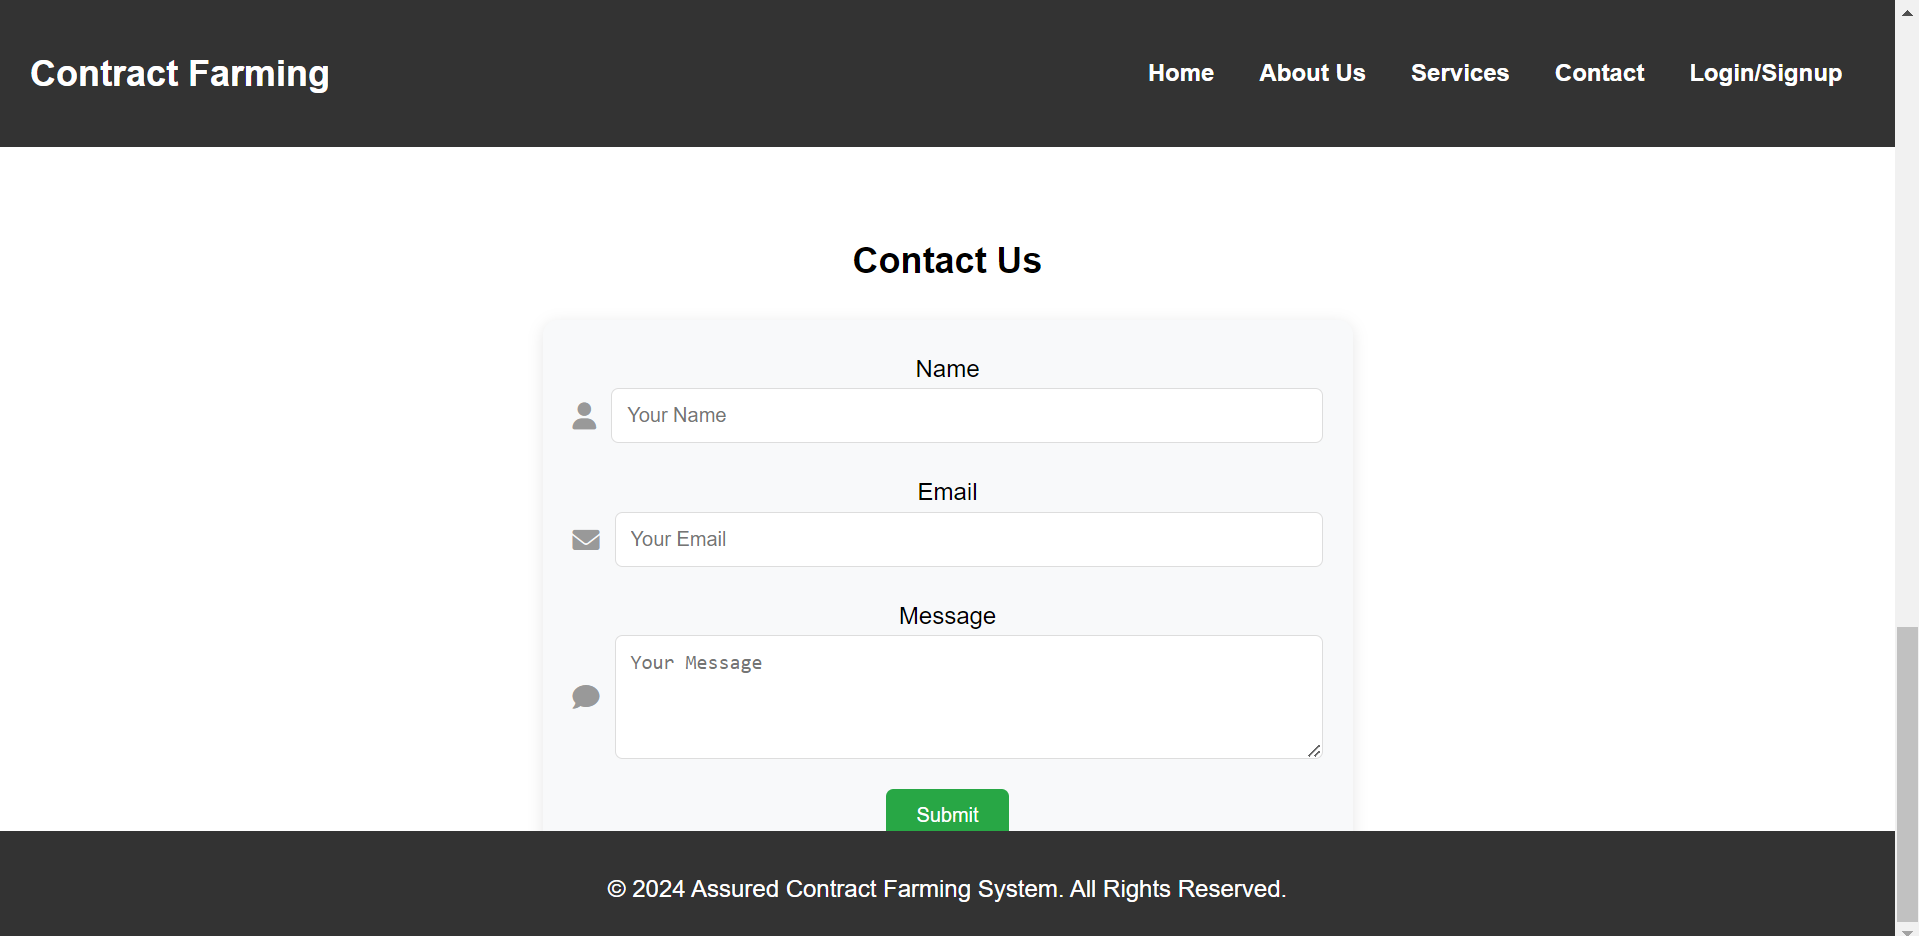 Contract Farming
Home About Us Services Contact Login/Signup
Contact Us
Name
Your Name
Email
Your Email
Message
Your Message
Submit
© 2024 Assured Contract Farming System. All Rights Reserved.